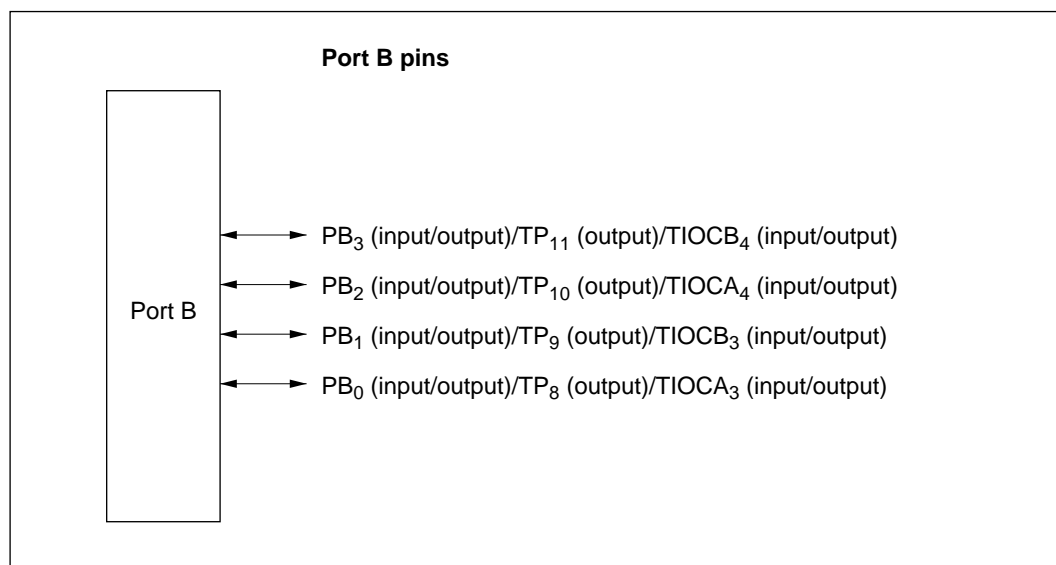 Port B pins
PB₃ (input/output)/TP₁₁ (output)/TIOCB₄ (input/output)
PB₂ (input/output)/TP₁₀ (output)/TIOCA₄ (input/output)
Port B
PB₁ (input/output)/TP₉ (output)/TIOCB₃ (input/output)
PB₀ (input/output)/TP₈ (output)/TIOCA₃ (input/output)